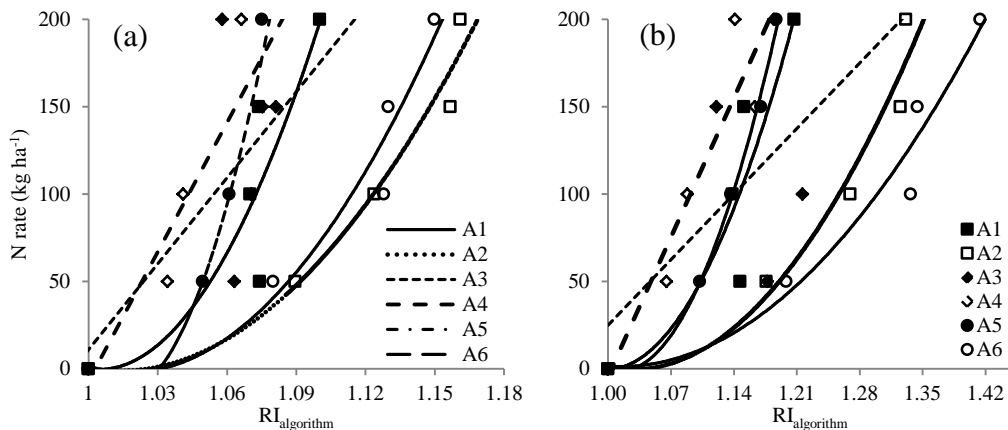 (a)
(b)
N rate (kg ha-1)
200
150
100
50
0
1
1.03
1.06
1.09
1.12
1.15
1.18
RIalgorithm
A1
A2
A3
A4
A5
A6
200
150
100
50
0
1.00
1.07
1.14
1.21
1.28
1.35
1.42
RIalgorithm
A1
A2
A3
A4
A5
A6